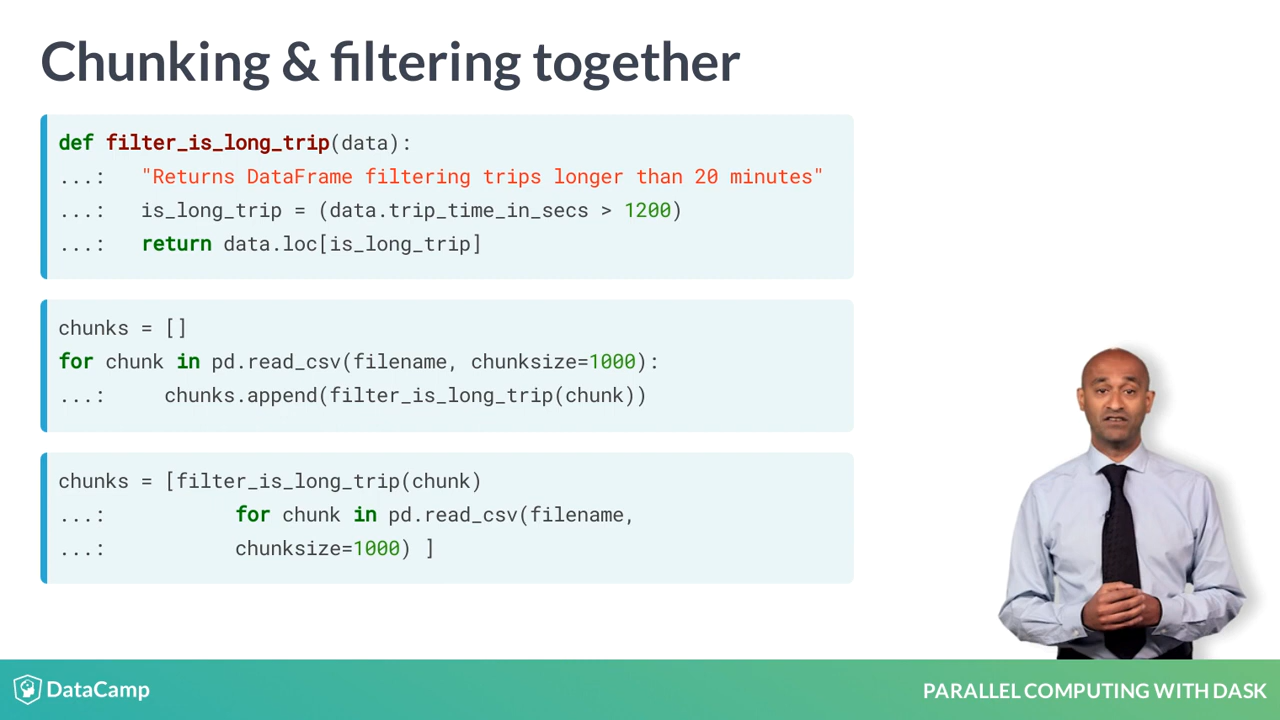 Chunking & filtering together
def filter_is_long_trip(data):
...:   "Returns DataFrame filtering trips longer than 20 minutes"
...:   is_long_trip = (data.trip_time_in_secs > 1200)
...:   return data.loc[is_long_trip]
chunks = []
for chunk in pd.read_csv(filename, chunksize=1000):
...:     chunks.append(filter_is_long_trip(chunk))
chunks = [filter_is_long_trip(chunk)
...:           for chunk in pd.read_csv(filename,
...:           chunksize=1000) ]
DataCamp
PARALLEL COMPUTING WITH DASK